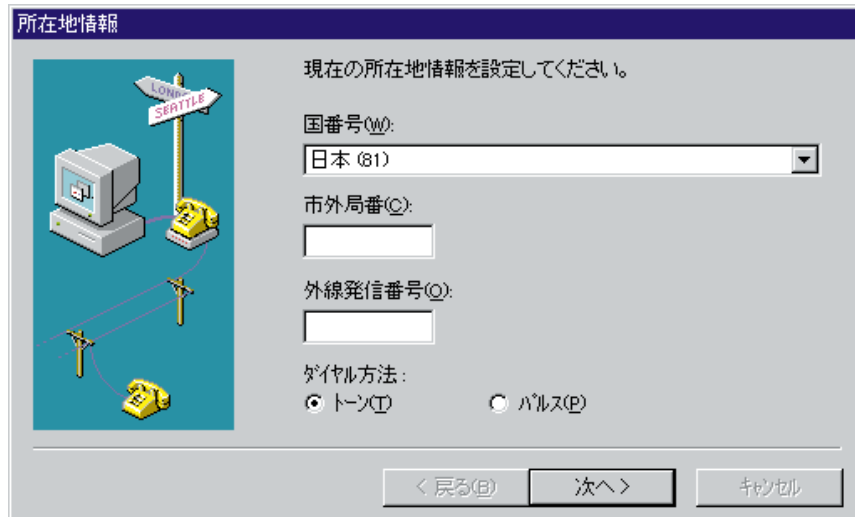 所在地情報
LONDO
SEATTLE
現在の所在地情報を設定してください。
国番号(W):
日本 (81)
市外局番(C):
外線発信番号(O):
ﾀﾞｲﾔﾙ方法:
ﾄｰﾝ(T) ﾊﾟﾙｽ(P)
< 戻る(B) 次へ > ｷｬﾝｾﾙ